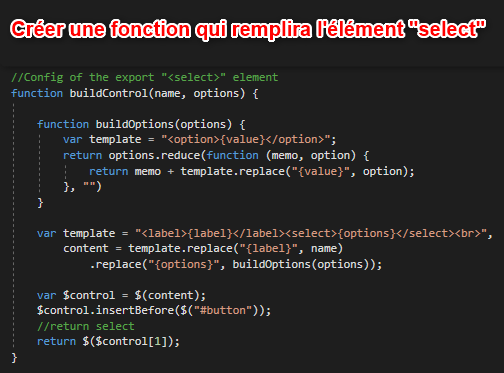 Créer une fonction qui remplira l'élément "select"
//Config of the export "<select>" element
function buildControl(name, options) {
function buildOptions(options) {
var template = "<option>{value}</option>";
return options.reduce(function (memo, option) {
return memo + template.replace("{value}", option);
}, "")
}
var template = "<label>{label}</label><select>{options}</select><br>",
content = template.replace("{label}", name)
.replace("{options}", buildOptions(options));
var $control = $(content);
$control.insertBefore($("#button"));
//return select
return $($control[1]);
}